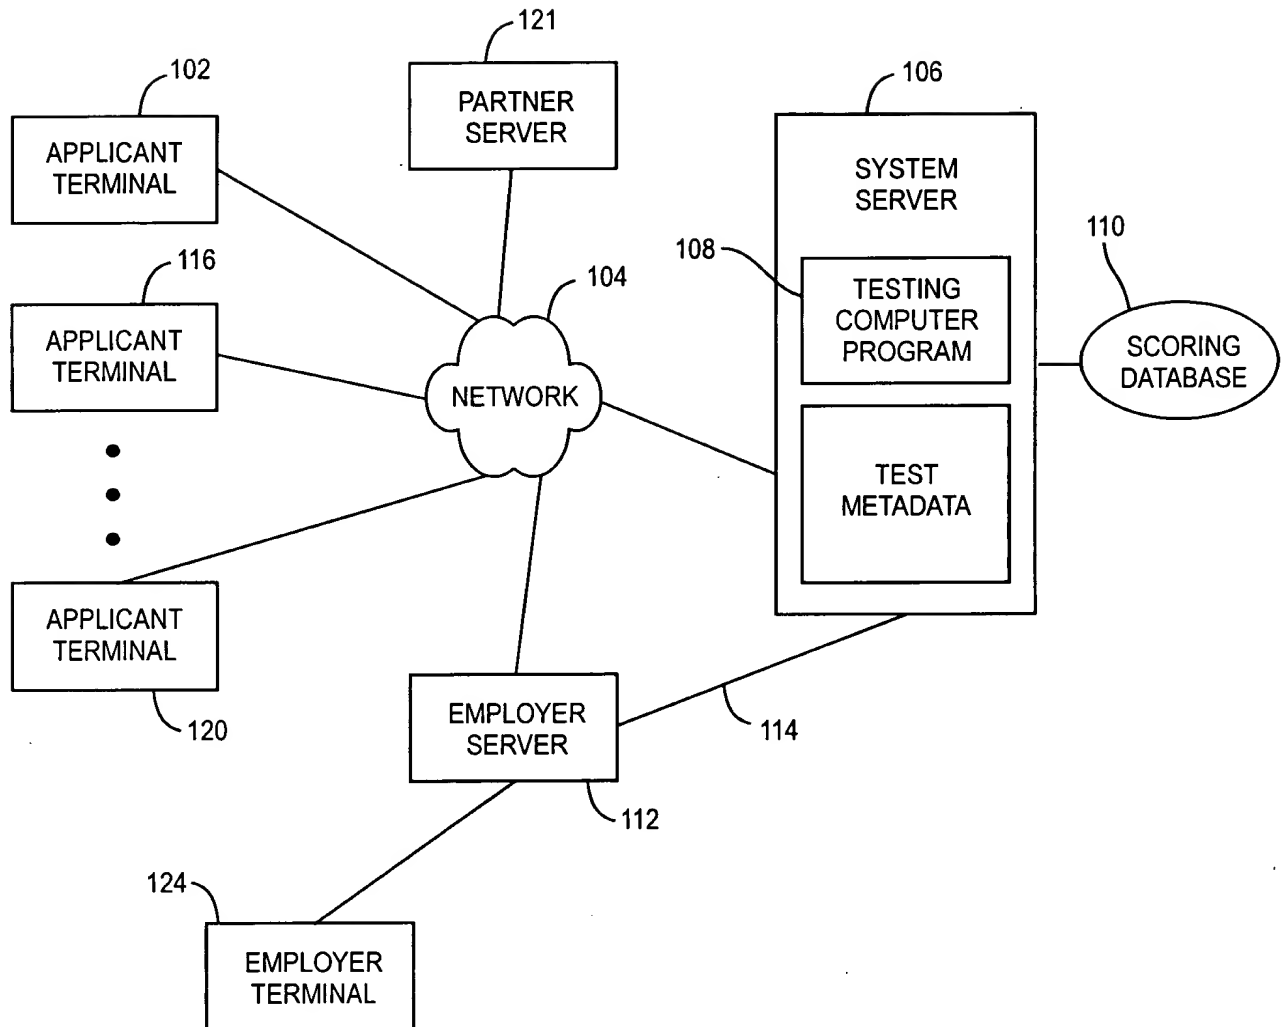 121
102
PARTNER
SERVER
106
APPLICANT
TERMINAL
SYSTEM
SERVER
110
108
116
104
TESTING
COMPUTER
PROGRAM
APPLICANT
TERMINAL
SCORING
DATABASE
NETWORK
TEST
METADATA
APPLICANT
TERMINAL
120
EMPLOYER
SERVER
114
112
124
EMPLOYER
TERMINAL